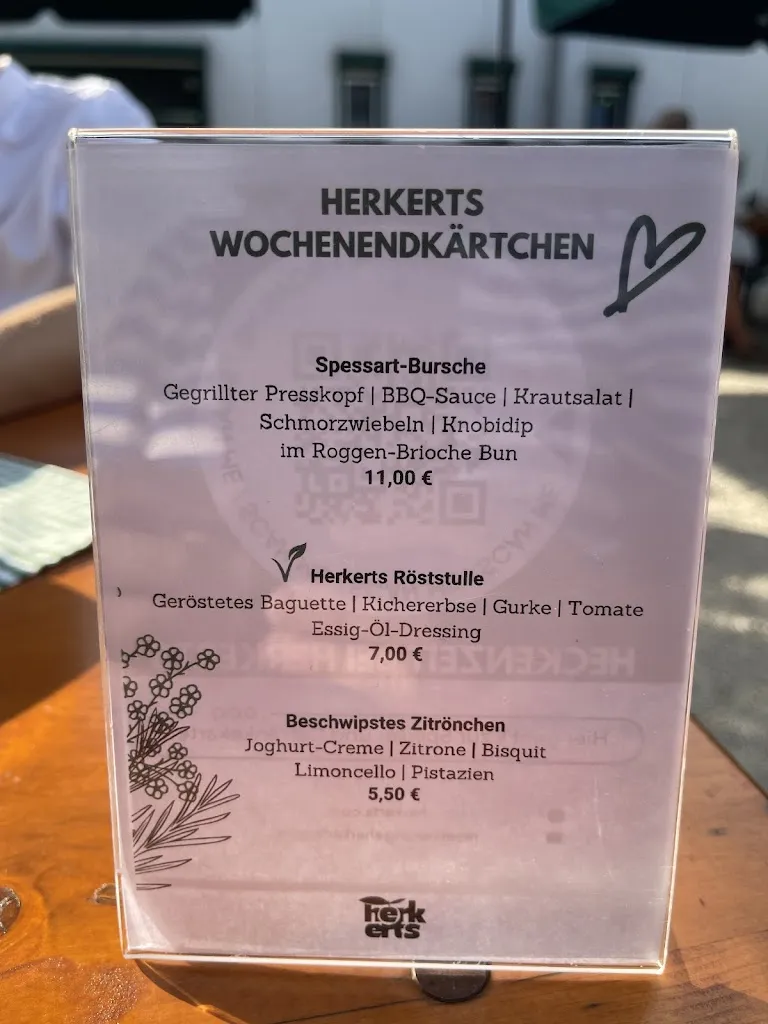 HERKERTS
WOCHENENDKÄRTCHEN
Spessart-Bursche
Gegrillter Presskopf | BBQ-Sauce | Krautsalat |
Schmorzwiebeln | Knobidip
im Roggen-Brioche Bun
11,00 €
Herkerts Röststulle
Geröstetes Baguette | Kichererbse | Gurke | Tomate
Essig-Öl-Dressing
7,00 €
Beschwipstes Zitrönchen
Joghurt-Creme | Zitrone | Bisquit
Limoncello | Pistazien
5,50 €
herk
erts